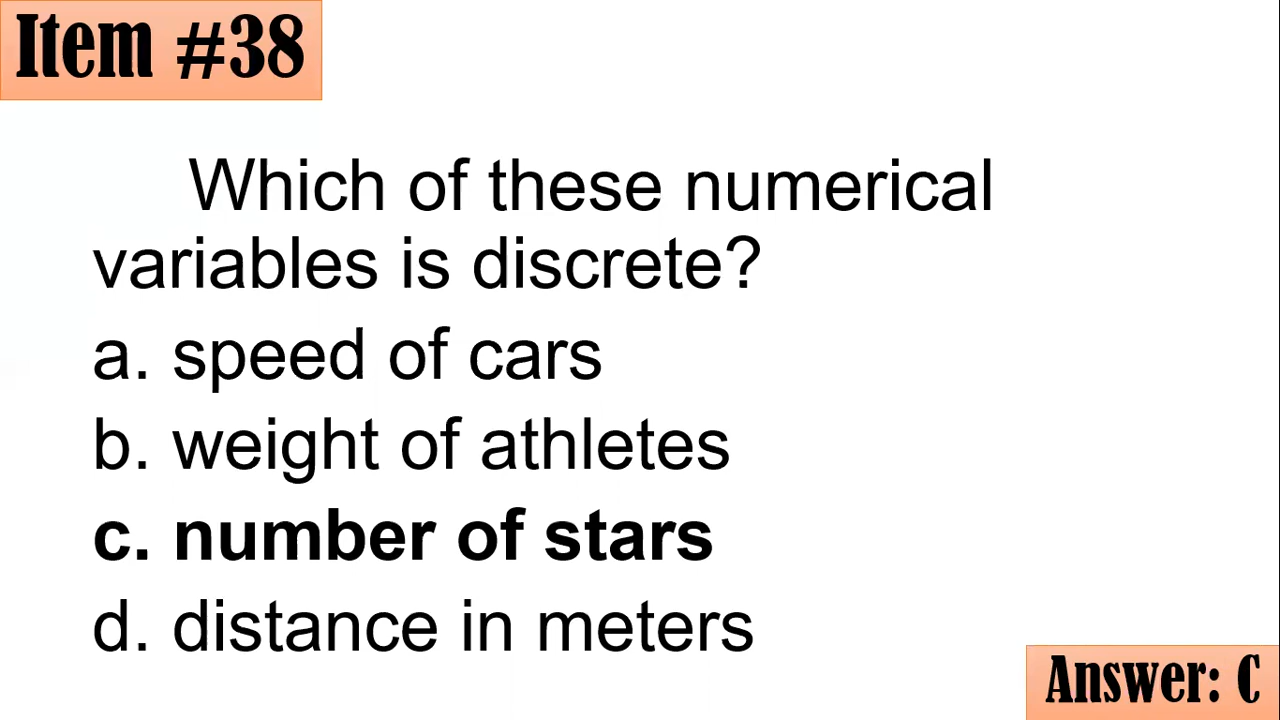 Item #38
Which of these numerical
variables is discrete?
a. speed of cars
b. weight of athletes
c. number of stars
d. distance in meters
Answer: C